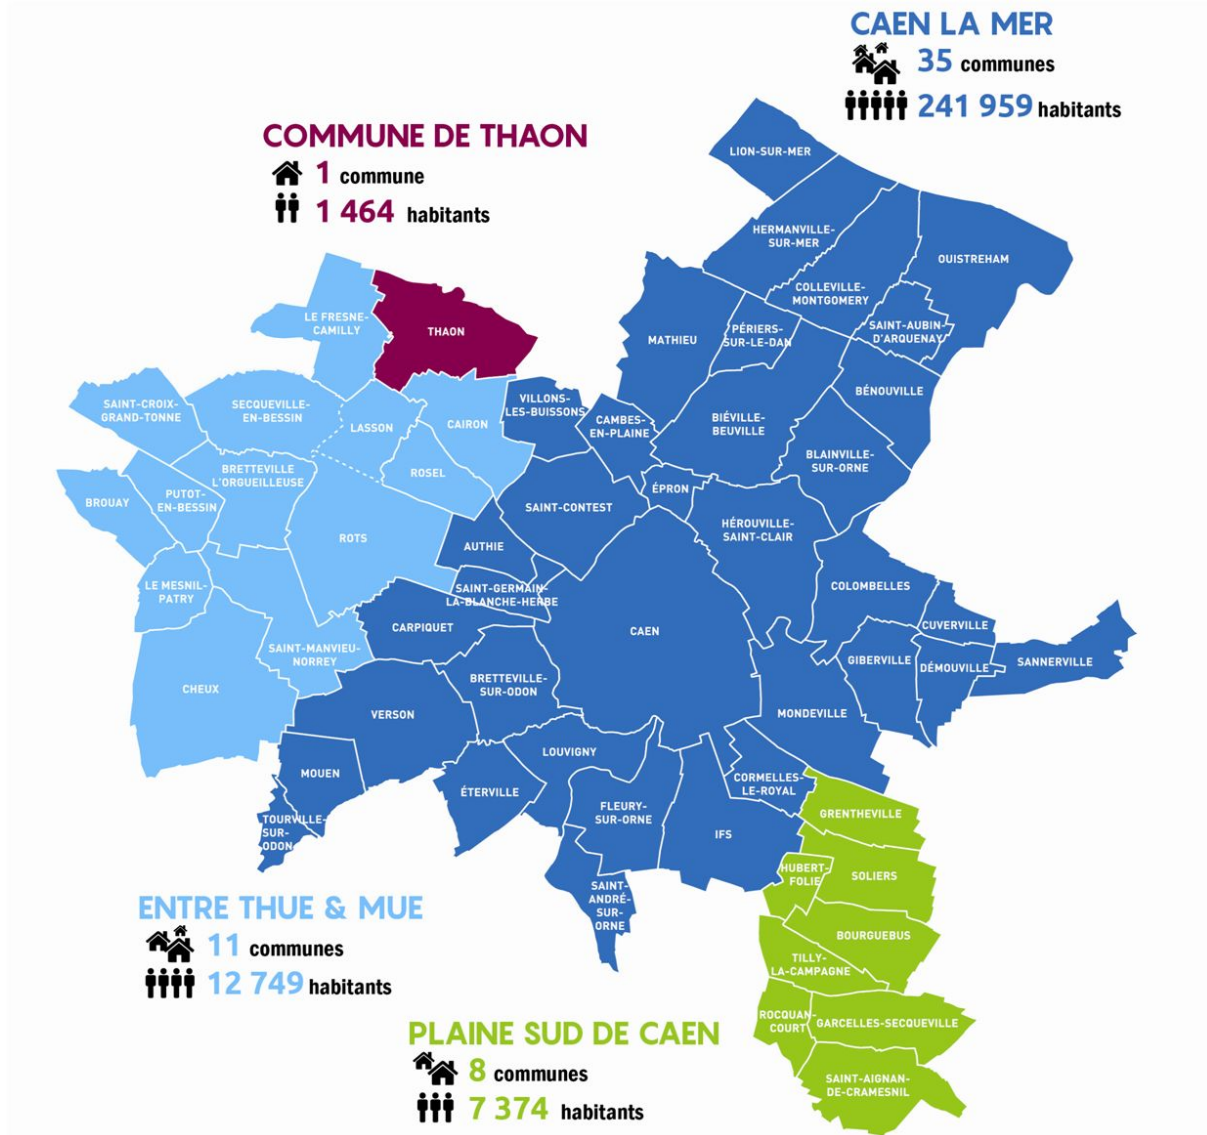 CAEN LA MER
35 communes
241 959 habitants
COMMUNE DE THAON
1 commune
1 464 habitants
LION-SUR-MER
HERMANVILLE-
SUR-MER
OUISTREHAM
COLLEVILLE-
MONTGOMERY
LE FRESNE-
CAMILLY
THAON
MATHIEU
PÉRIERS-
SUR-LE-DAN
SAINT-AUBIN-
D'ARQUENAY
BÉNOUVILLE
SAINT-CROIX-
GRAND-TONNE
SECQUEVILLE-
EN-BESSIN
LASSON
CAIRON
VILLONS-
LES-BUISSONS
CAMBES-
EN-PLAINE
BIÉVILLE-
BEUVILLE
BLAINVILLE-
SUR-ORNE
BRETTEVILLE
L'ORGUEILLEUSE
ROSEL
BROUAY
PUTOT-
EN-BESSIN
ÉPRON
SAINT-CONTEST
HÉROUVILLE-
SAINT-CLAIR
ROTS
AUTHIE
LE MESNIL-
PATRY
SAINT-GERMAIN-
LA-BLANCHE-HERBE
COLOMBELLES
CARPIQUET
CAEN
CUVERVILLE
SAINT-MANVIEU-
NORREY
GIBERVILLE
DÉMOUVILLE
SANNERVILLE
CHEUX
BRETTEVILLE-
SUR-ODON
VERSON
MONDEVILLE
LOUVIGNY
MOUEN
ÉTERVILLE
CORMELLES-
LE-ROYAL
TOURVILLE-
SUR-
ODON
FLEURY-
SUR-ORNE
IFS
GRENTHEVILLE
HUBERT-
FOLIE
SOLIERS
SAINT-
ANDRÉ-
SUR-
ORNE
ENTRE THUE & MUE
11 communes
12 749 habitants
BOURGUEBUS
TILLY-
LA-CAMPAGNE
ROCQUAN-
COURT
GARCELLES-SECQUEVILLE
PLAINE SUD DE CAEN
8 communes
7 374 habitants
SAINT-AIGNAN-
DE-CRAMESNIL